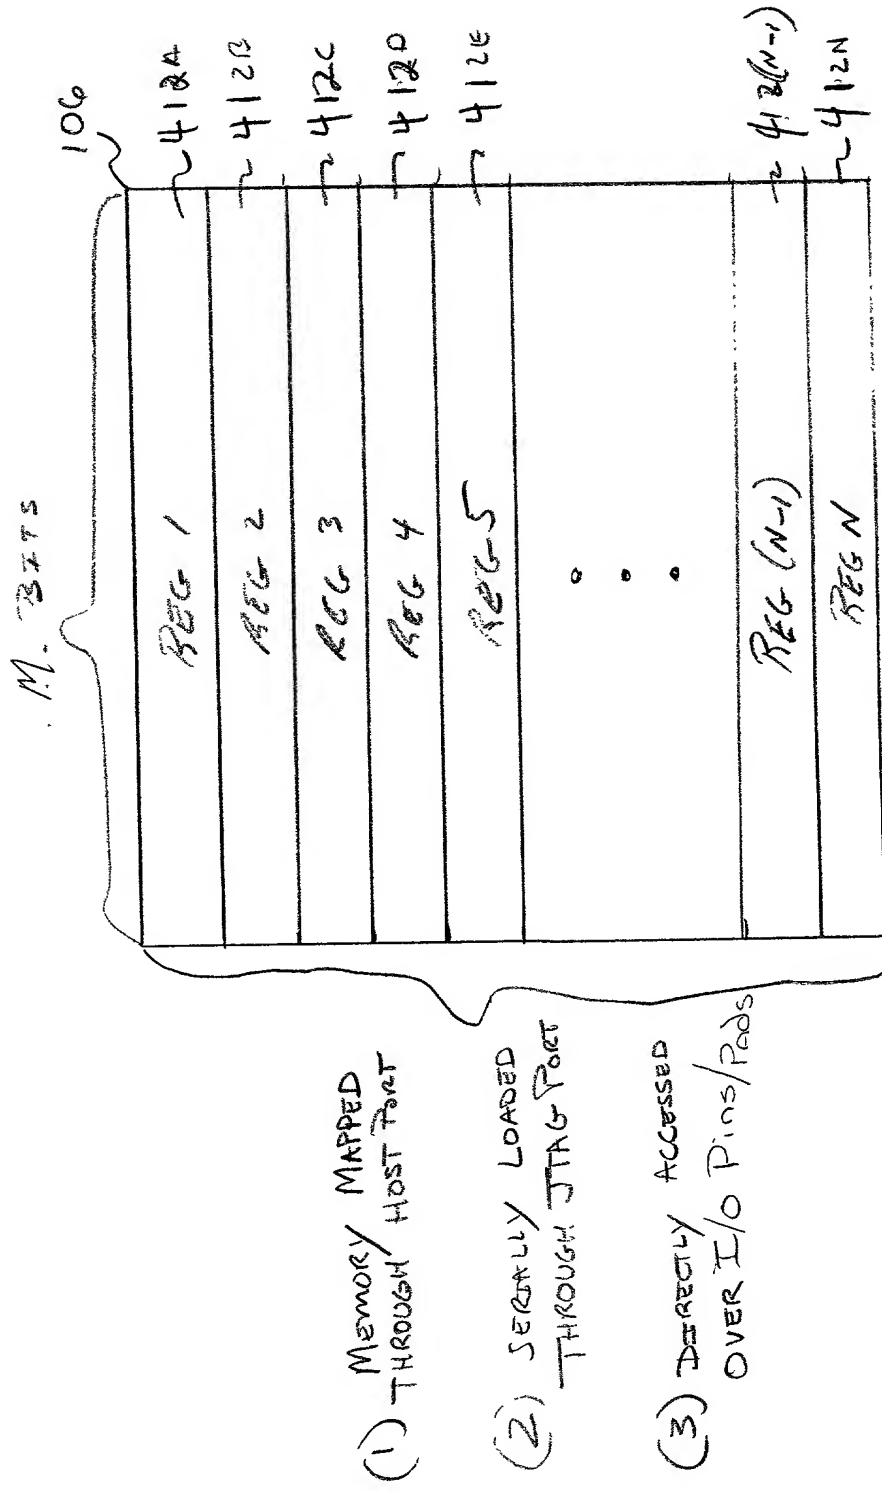 M. BITS
106
REG 1
412A
REG 2
412B
REG 3
412C
REG 4
412D
REG 5
412E
REG (N-1)
412(N-1)
REG N
412N
(1) MEMORY MAPPED
THROUGH HOST PORT
(2) SERIALLY LOADED
THROUGH JTAG PORT
(3) DIRECTLY ACCESSED
OVER I/O Pins/Pads